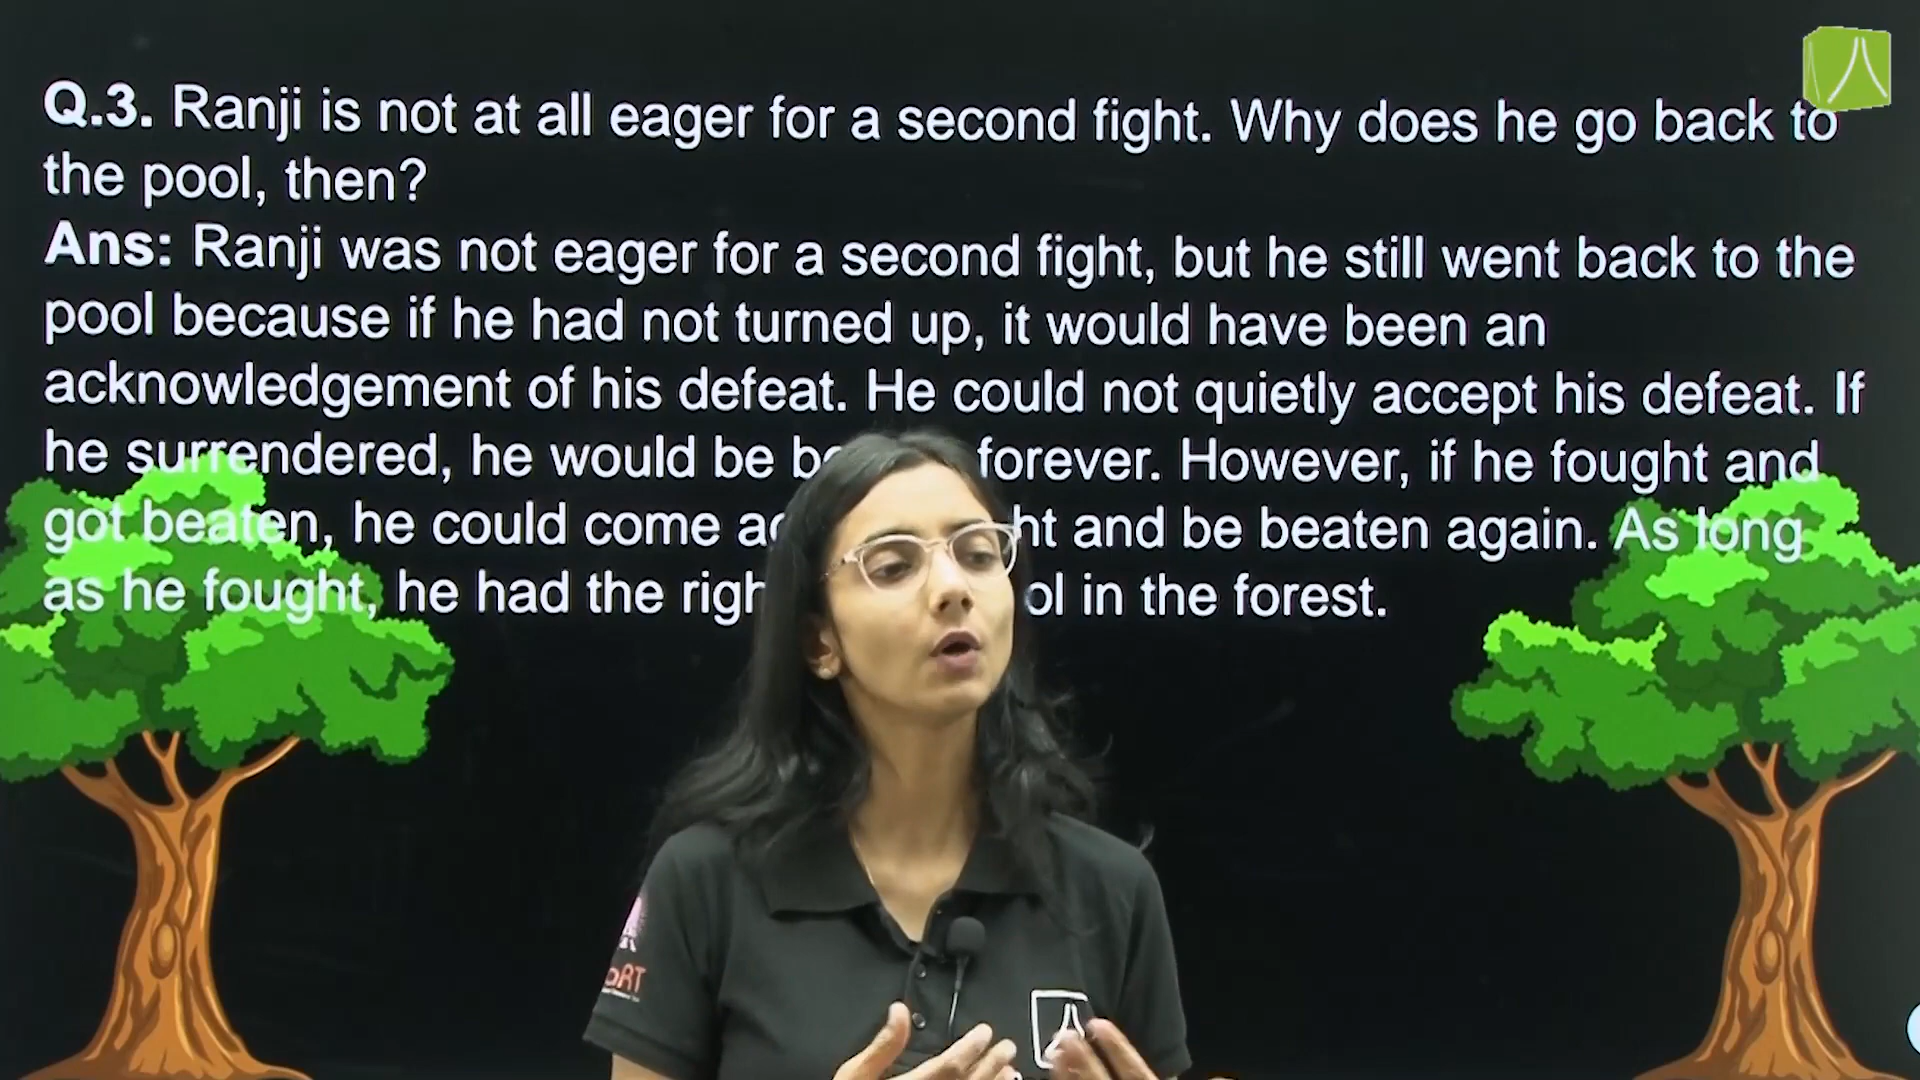 Q.3. Ranji is not at all eager for a second fight. Why does he go back to
the pool, then?
Ans: Ranji was not eager for a second fight, but he still went back to the
pool because if he had not turned up, it would have been an
acknowledgement of his defeat. He could not quietly accept his defeat. If
he surrendered, he would be forever. However, if he fought and
got beaten, he could come and be beaten again. As long
as he fought, he had the in the forest.